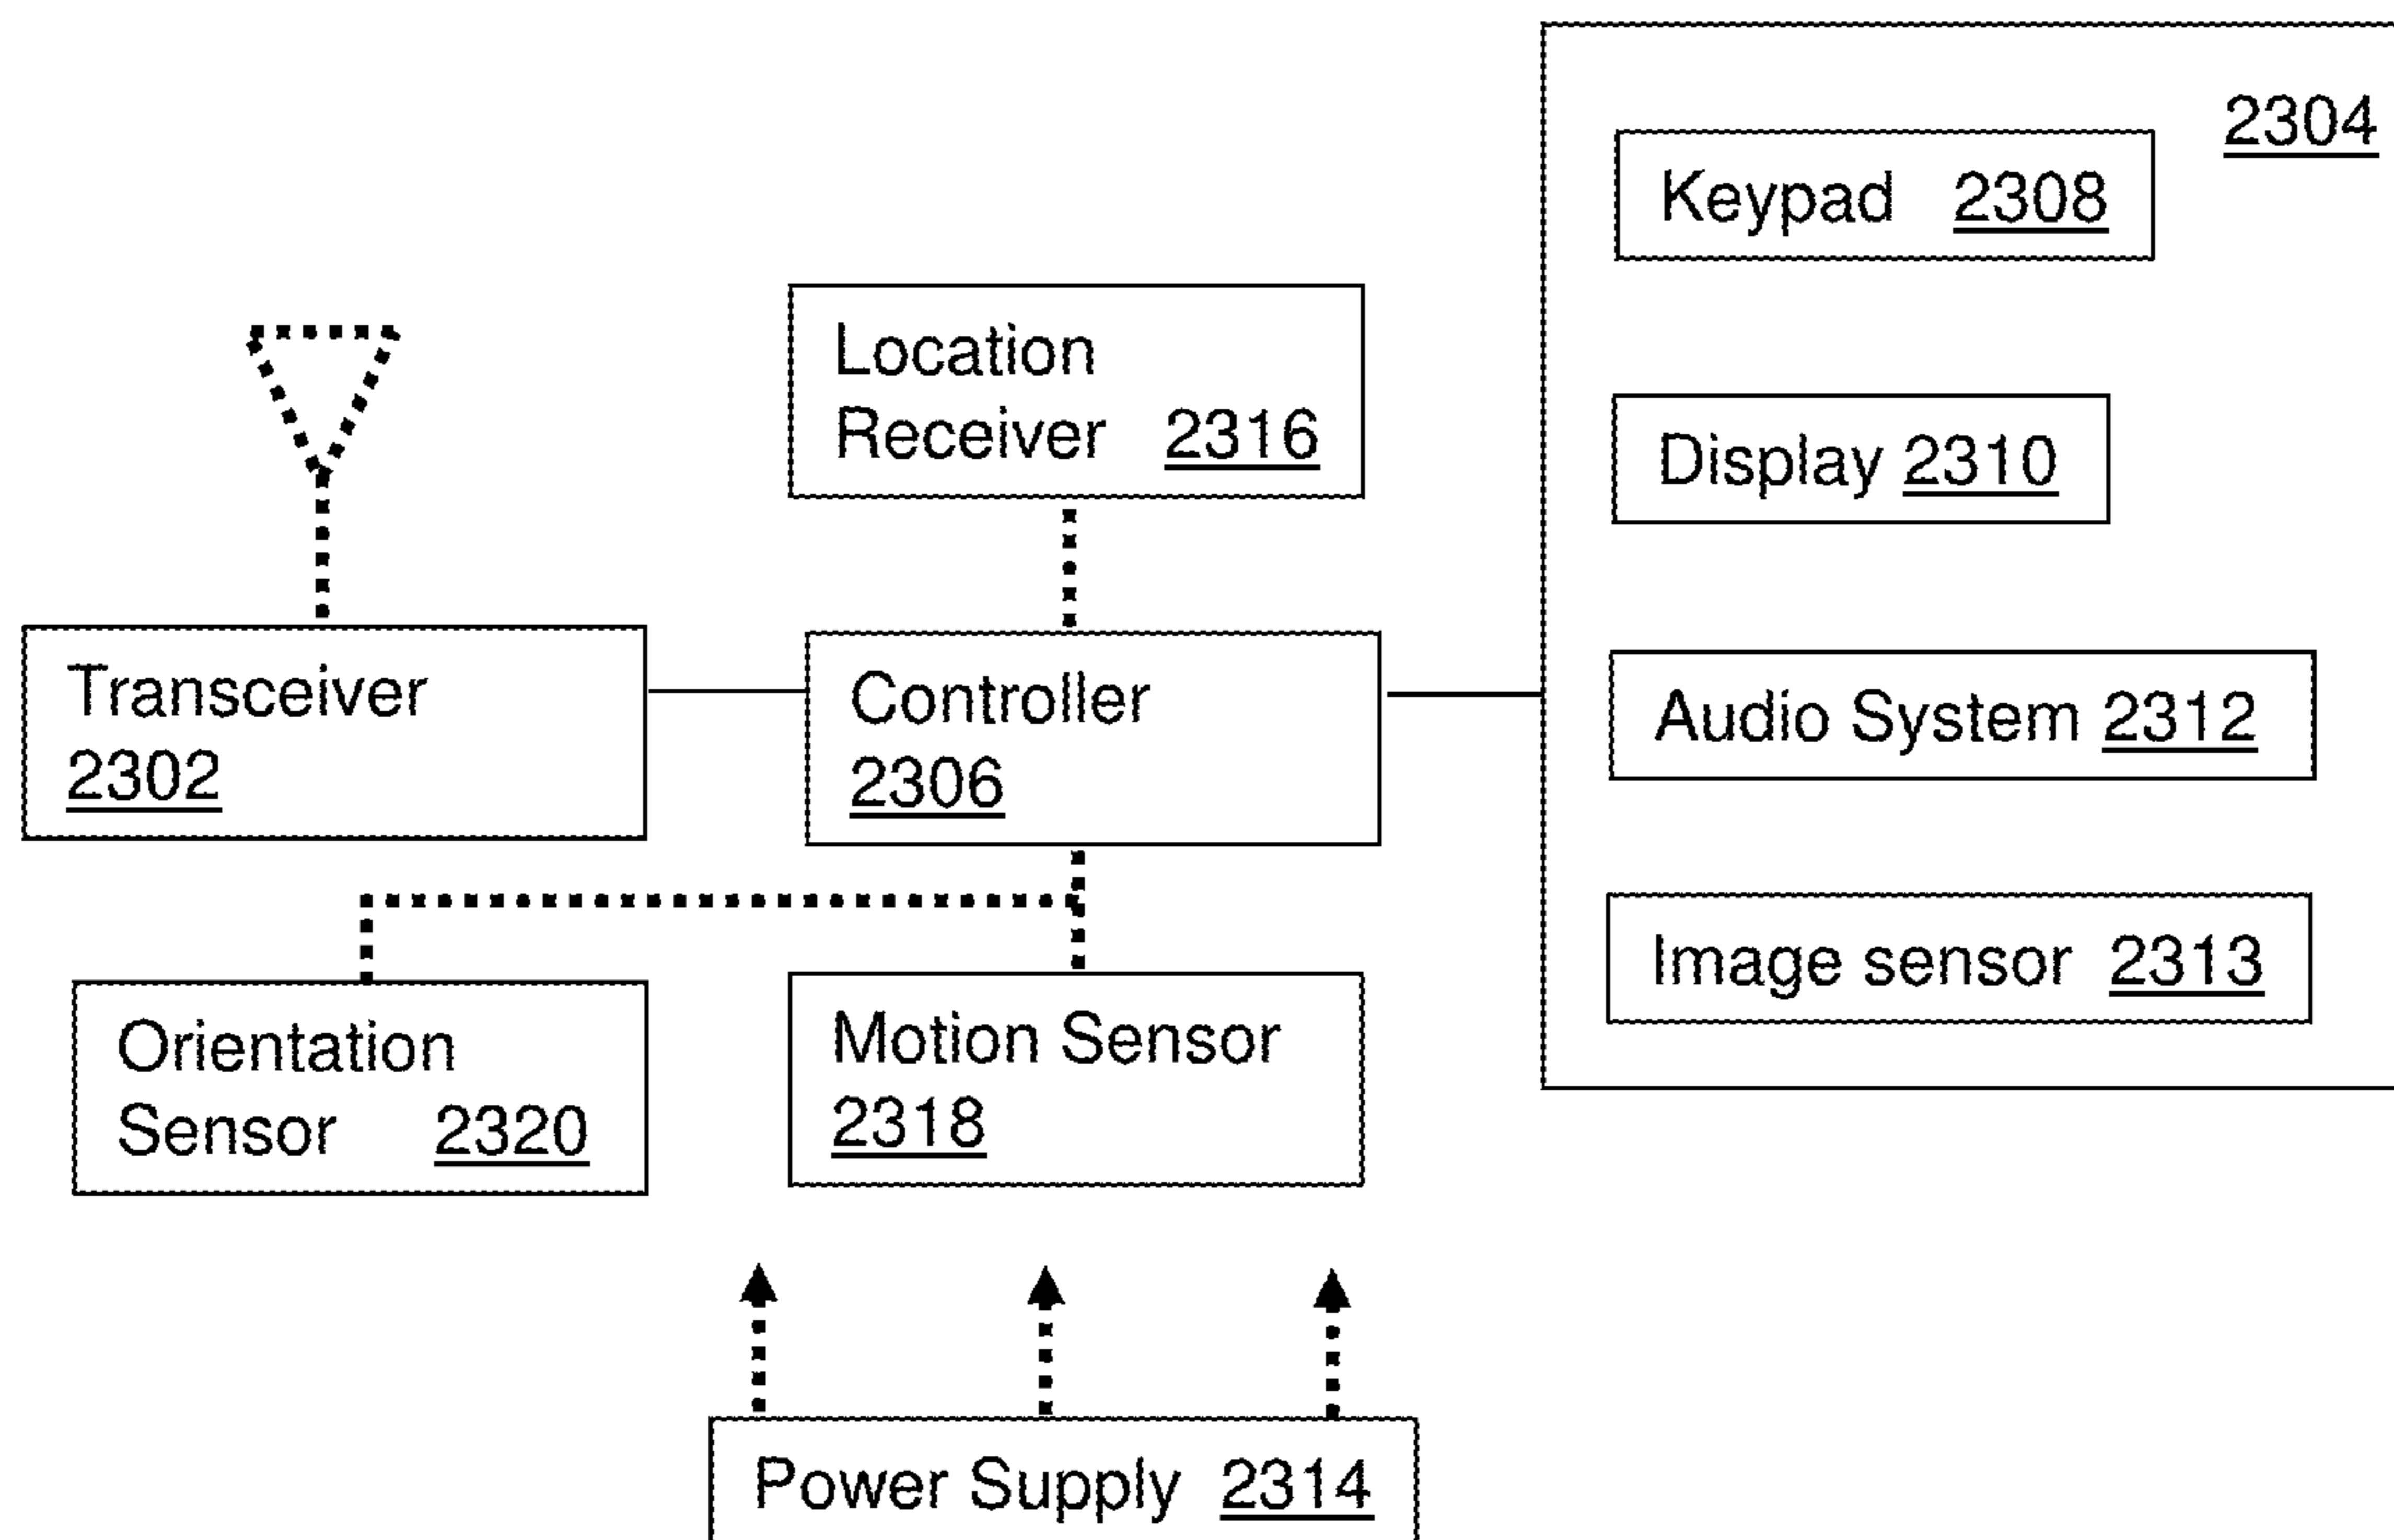 2304
Keypad 2308
Location
Receiver 2316
Display 2310
Transceiver
2302
Controller
2306
Audio System 2312
Image sensor 2313
Orientation
Sensor 2320
Motion Sensor
2318
Power Supply 2314